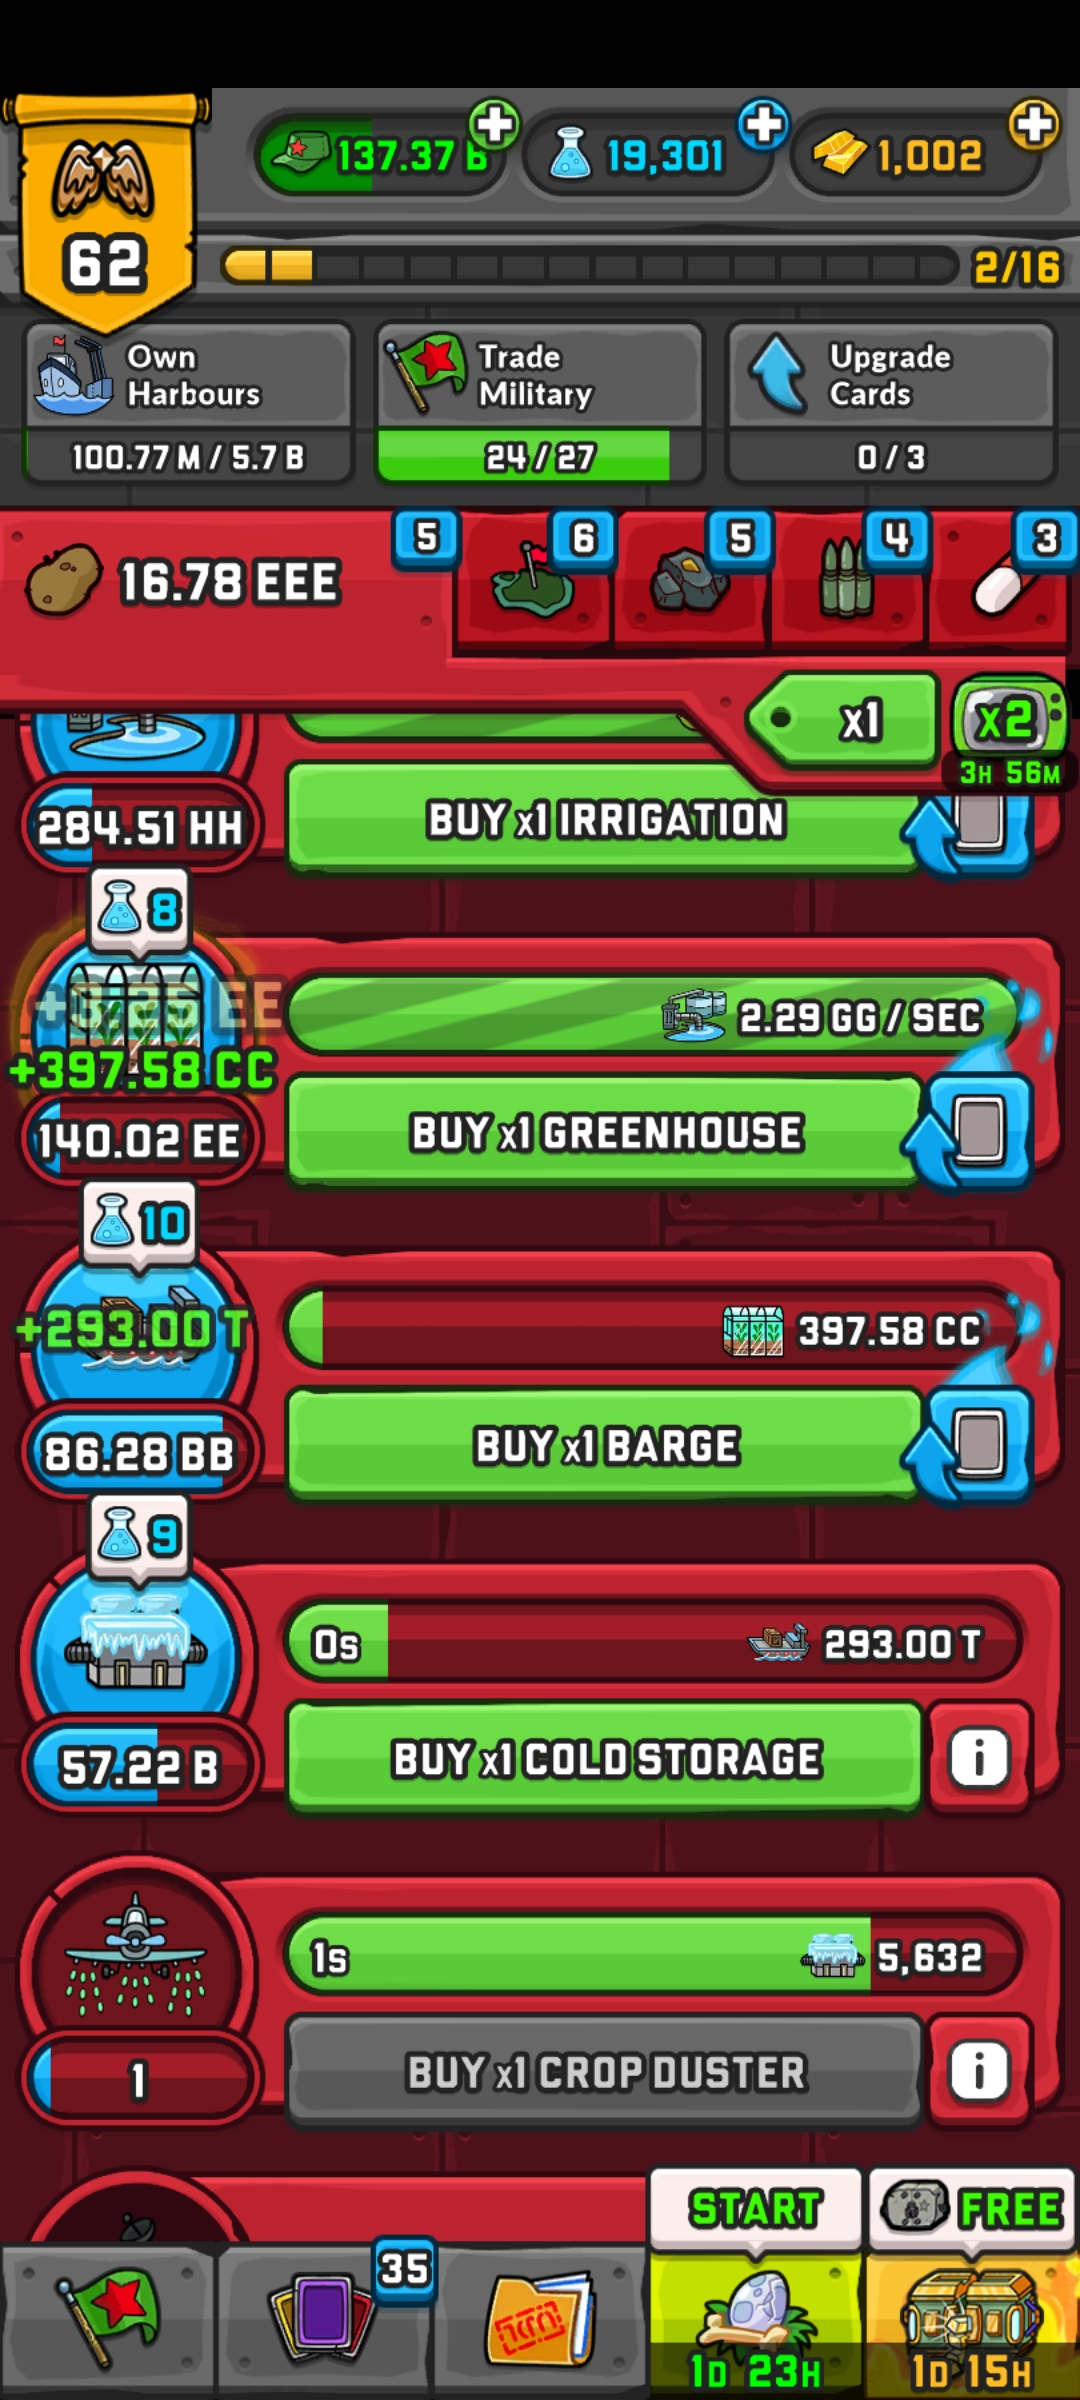 137.37 B
19,301
1,002
62
2/16
Own
Harbours
Trade
Military
Upgrade
Cards
100.77 M / 5.7 B
24 / 27
0 / 3
16.78 EEE
5
6
5
4
3
x1
x2
3H 56M
284.51 HH
BUY x1 IRRIGATION
8
+397.58 CC
2.29 GG / SEC
140.02 EE
BUY x1 GREENHOUSE
10
+293.00 T
397.58 CC
86.28 BB
BUY x1 BARGE
9
0s
293.00 T
57.22 B
BUY x1 COLD STORAGE
i
1s
5,632
1
BUY x1 CROP DUSTER
i
START
FREE
35
1D 23H
1D 15H